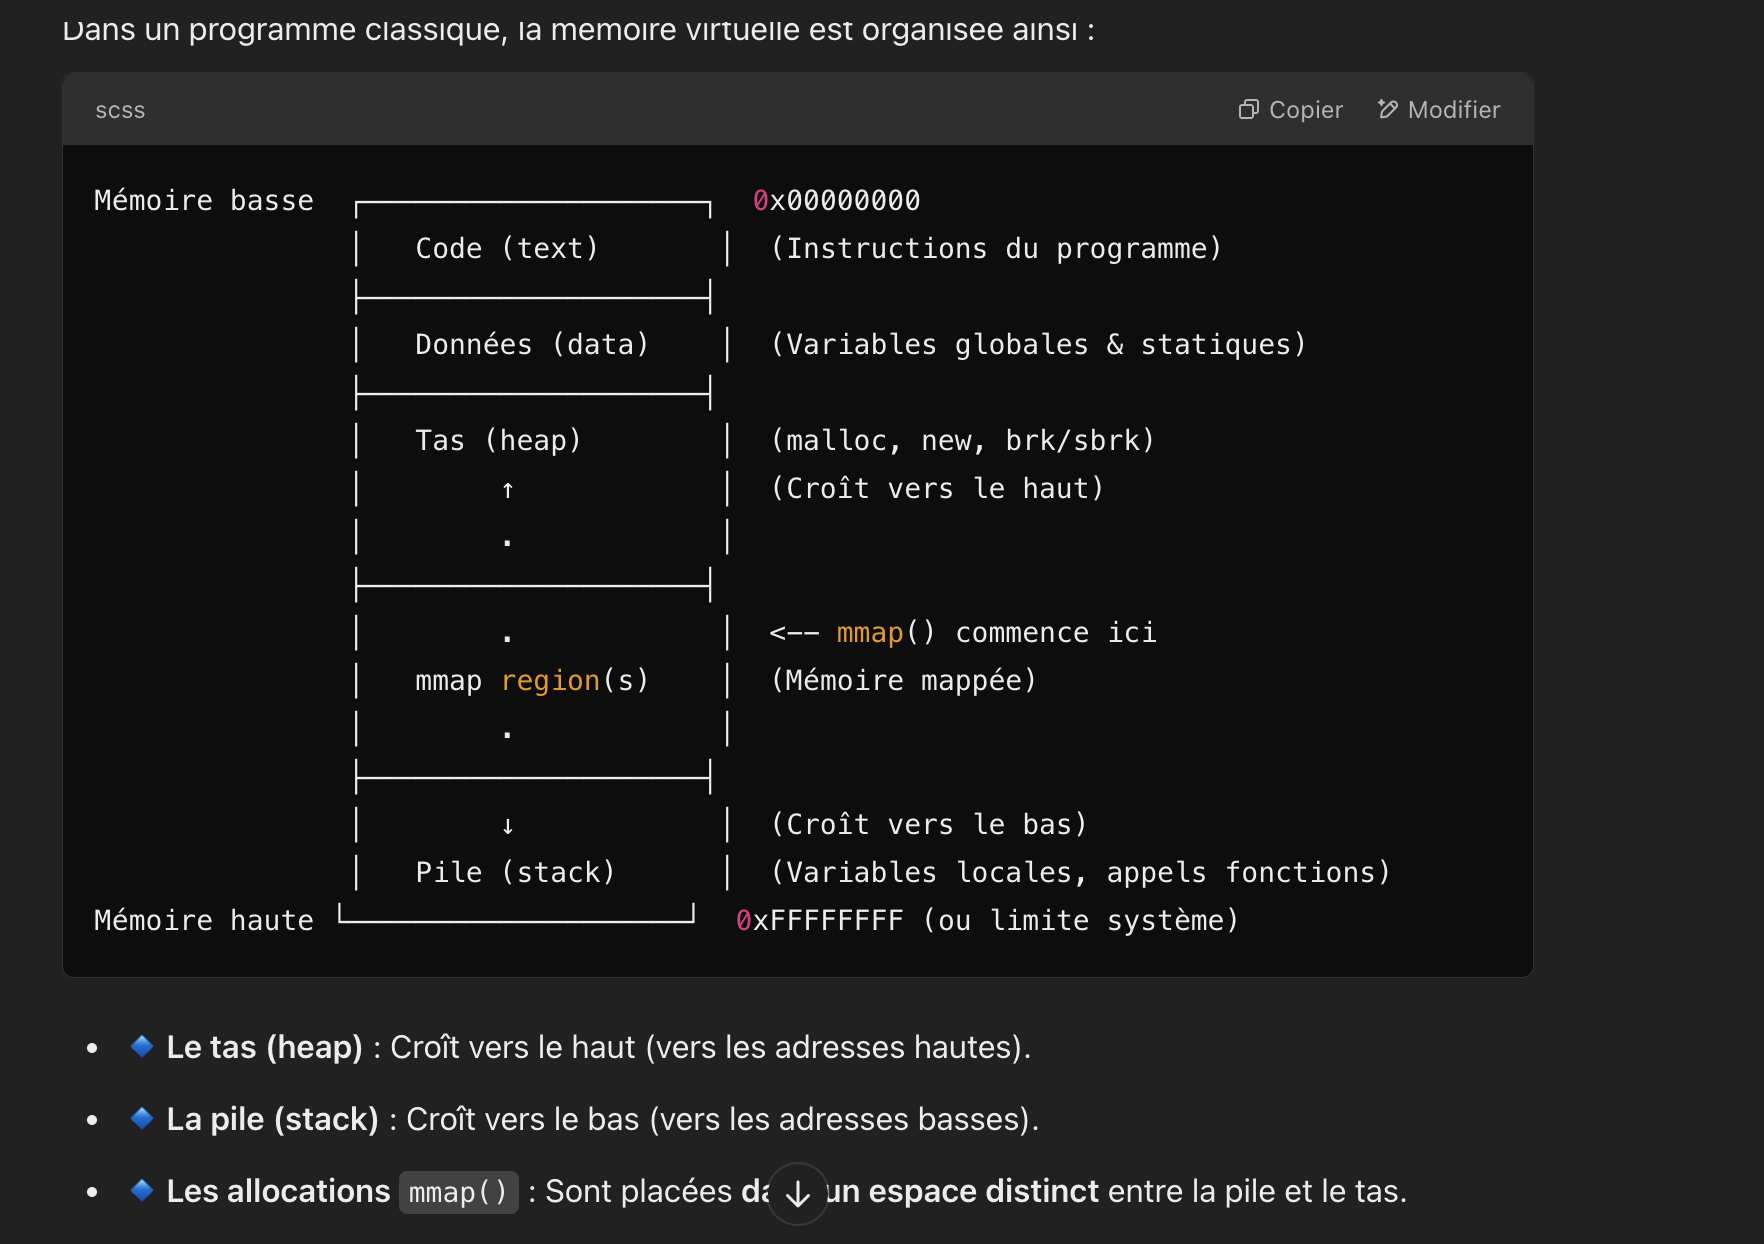 Dans un programme classique, la mémoire virtuelle est organisée ainsi :
scss
Copier
Modifier
Mémoire basse 0x00000000
Code (text) (Instructions du programme)
Données (data) (Variables globales & statiques)
Tas (heap) (malloc, new, brk/sbrk)
↑ (Croît vers le haut)
.
. <-- mmap() commence ici
mmap region(s) (Mémoire mappée)
.
↓ (Croît vers le bas)
Pile (stack) (Variables locales, appels fonctions)
Mémoire haute 0xFFFFFFFF (ou limite système)
• Le tas (heap) : Croît vers le haut (vers les adresses hautes).
• La pile (stack) : Croît vers le bas (vers les adresses basses).
• Les allocations mmap() : Sont placées un espace distinct entre la pile et le tas.